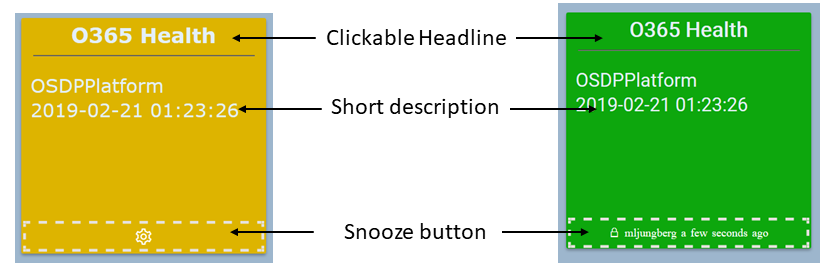 O365 Health
OSDPPlatform
2019-02-21 01:23:26
Clickable Headline
Short description
Snooze button
O365 Health
OSDPPlatform
2019-02-21 01:23:26
mljungberg a few seconds ago